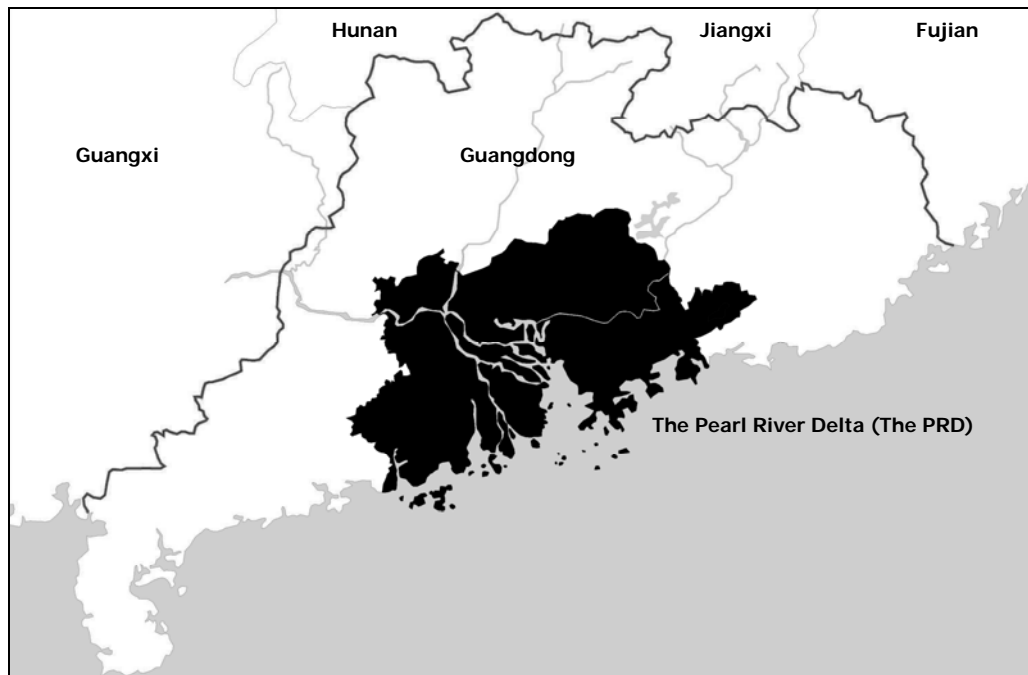 Hunan
Jiangxi
Fujian
Guangxi
Guangdong
The Pearl River Delta (The PRD)